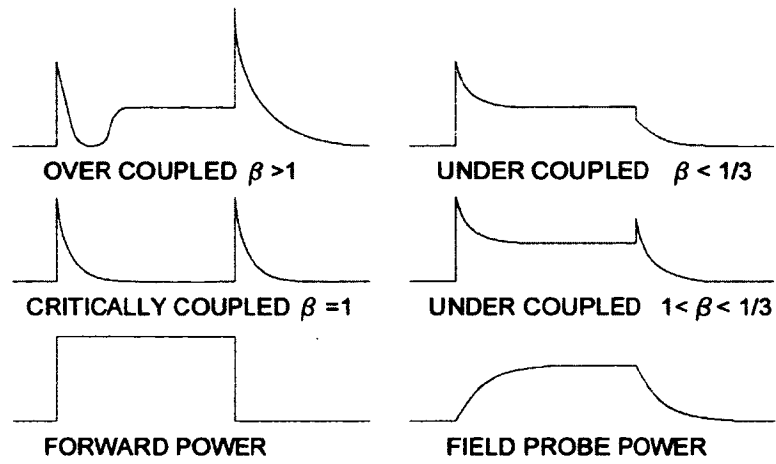 OVER COUPLED β >1
UNDER COUPLED β < 1/3
CRITICALLY COUPLED β =1
UNDER COUPLED 1< β < 1/3
FORWARD POWER
FIELD PROBE POWER